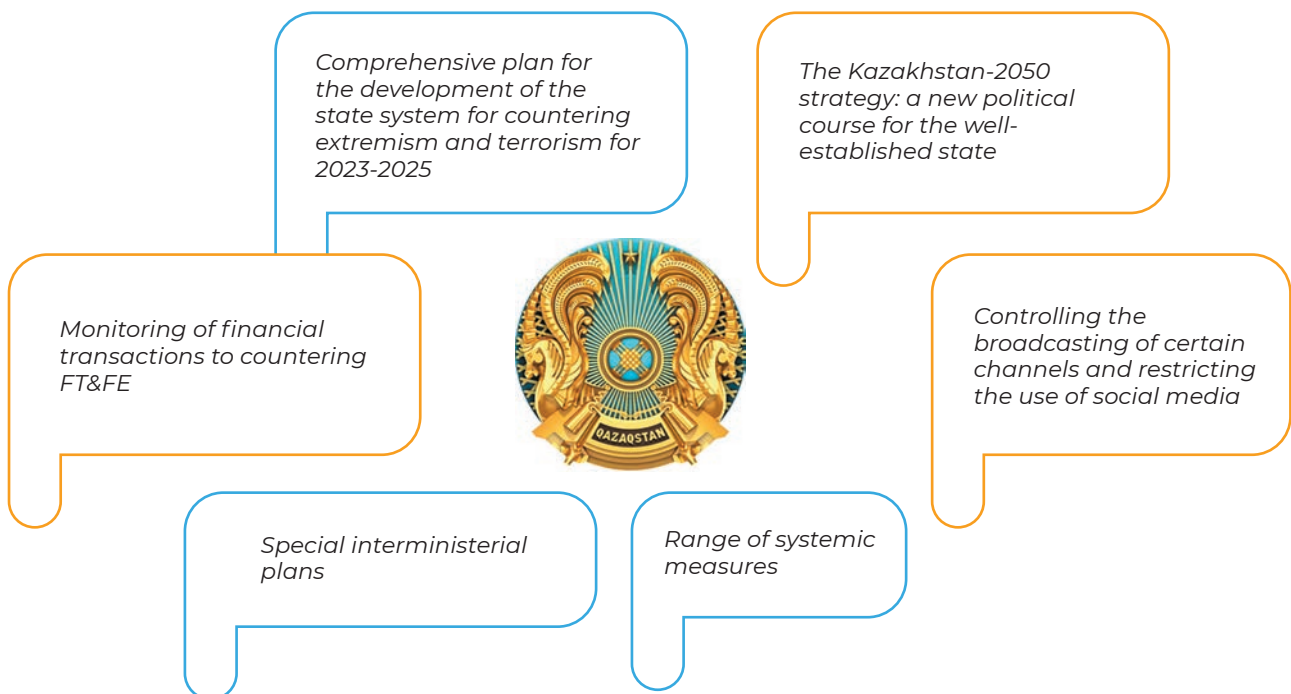 Comprehensive plan for
the development of the
state system for countering
extremism and terrorism for
2023-2025
The Kazakhstan-2050
strategy: a new political
course for the well-
established state
Monitoring of financial
transactions to countering
FT&FE
QAZAQSTAN
Controlling the
broadcasting of certain
channels and restricting
the use of social media
Special interministerial
plans
Range of systemic
measures